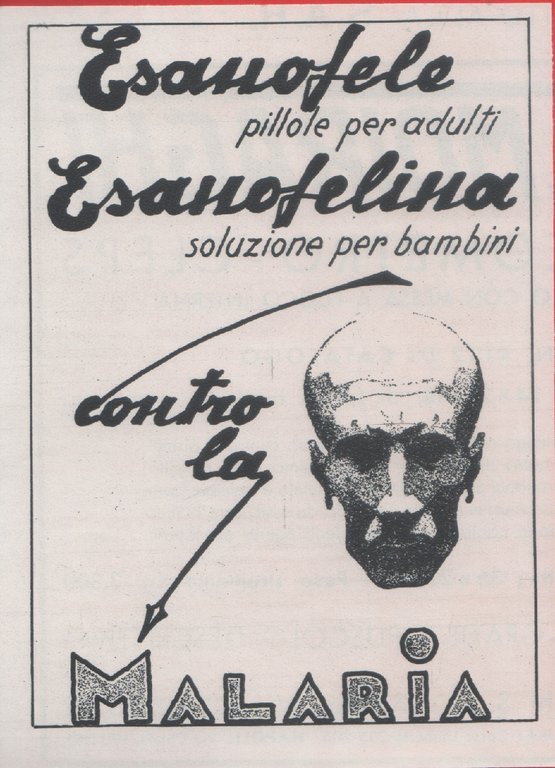 Esanofele
pillole per adulti
Esanofelina
soluzione per bambini
contro
la
MALARiA